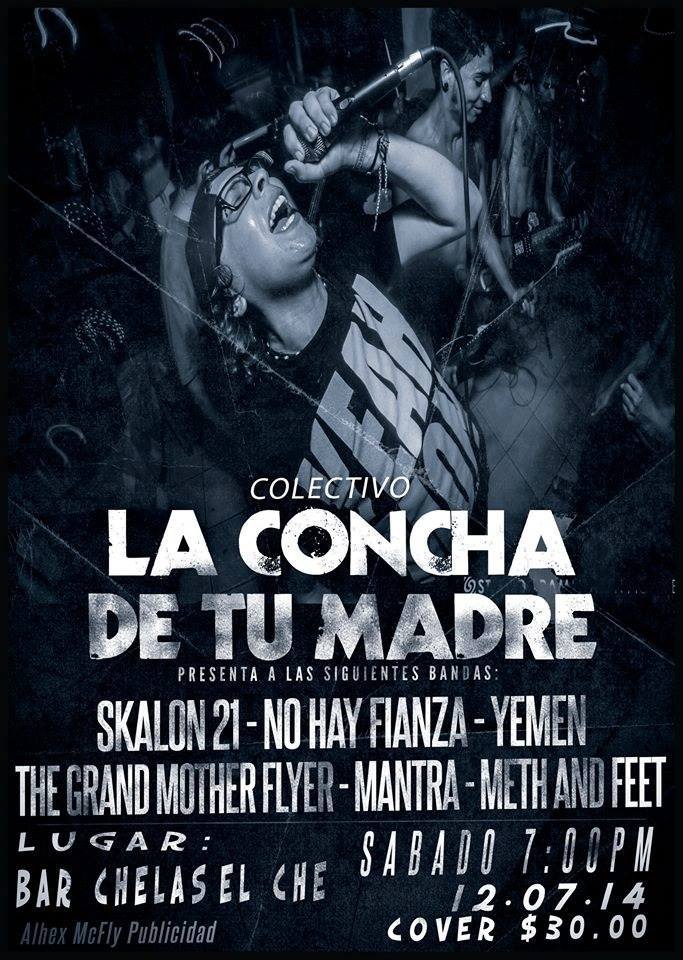 COLECTIVO
LA CONCHA
DE TU MADRE
PRESENTA A LAS SIGUIENTES BANDAS:
SKALON 21 - NO HAY FIANZA - YEMEN
THE GRAND MOTHER FLYER - MANTRA - METH AND FEET
LUGAR:
BAR CHELAS EL CHE
SABADO 7:00PM
12.07.14
COVER $30.00
Alhex McFly Publicidad